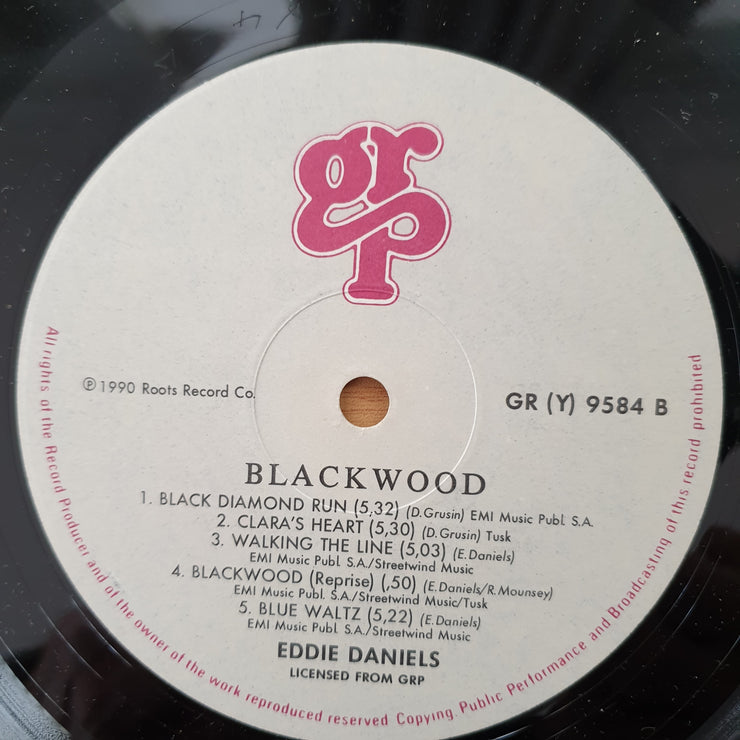 grp
℗ 1990 Roots Record Co.
GR (Y) 9584 B
BLACKWOOD
1. BLACK DIAMOND RUN (5,32) (D. Grusin) EMI Music Publ. S.A.
2. CLARA'S HEART (5,30) (D. Grusin) Tusk
3. WALKING THE LINE (5,03) (E. Daniels)
EMI Music Publ. S.A./Streetwind Music
4. BLACKWOOD (Reprise) (,50) (E. Daniels/R. Mounsey)
EMI Music Publ. S.A./Streetwind Music/Tusk
5. BLUE WALTZ (5,22) (E. Daniels)
EMI Music Publ. S.A./Streetwind Music
EDDIE DANIELS
LICENSED FROM GRP
All rights of the Record Producer and of the owner of the work reproduced reserved Copying, Public Performance and Broadcasting of this record prohibited